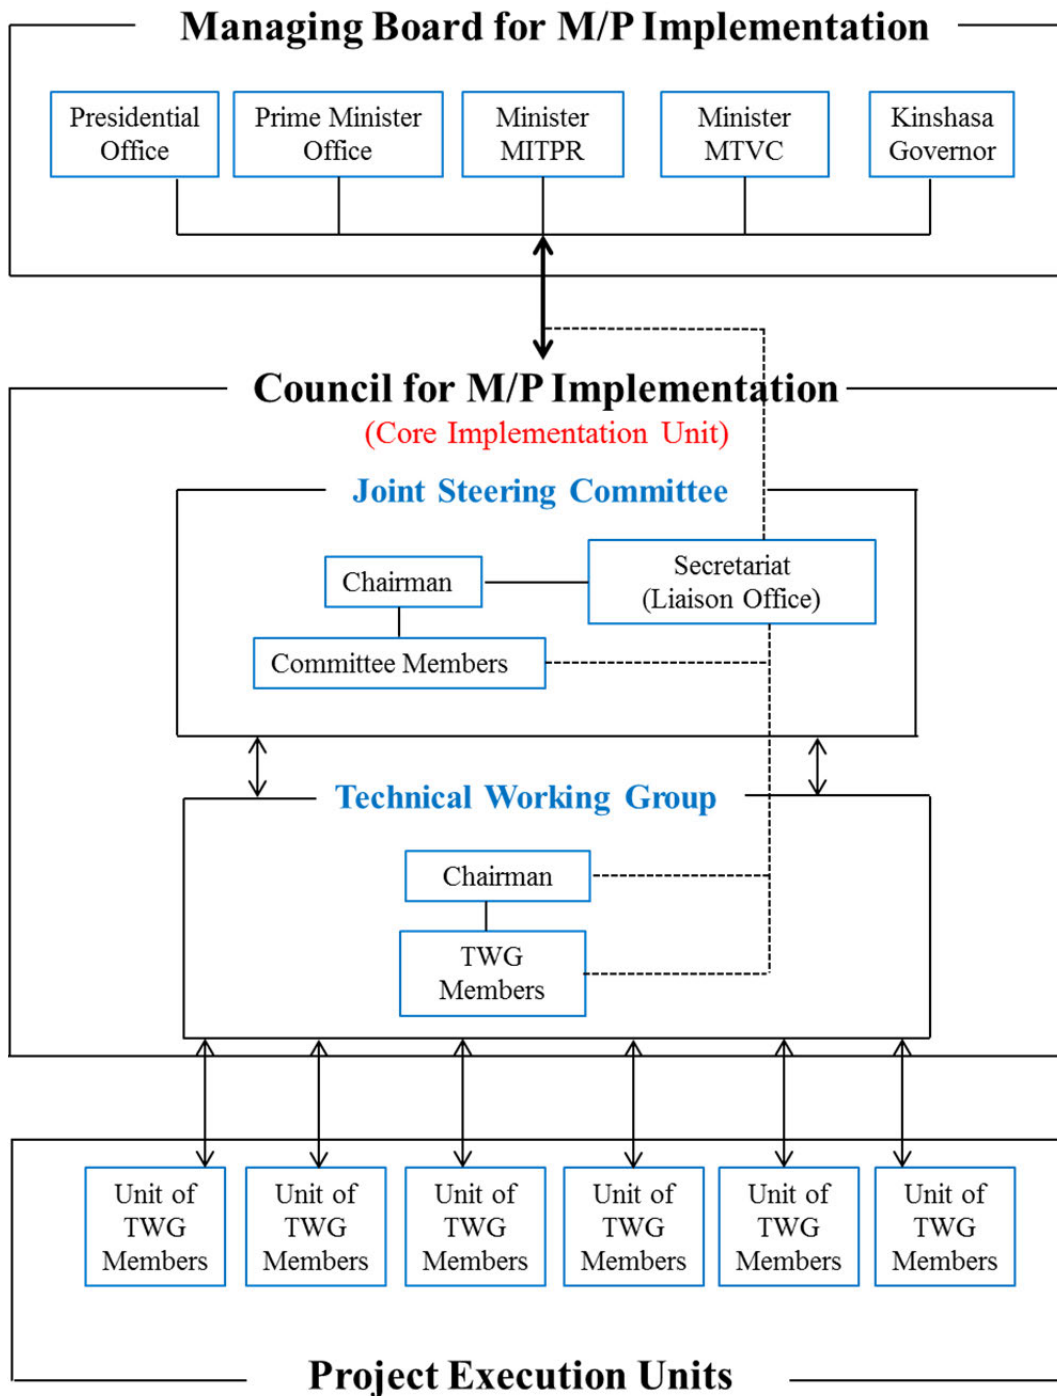 Managing Board for M/P Implementation
Presidential
Office
Prime Minister
Office
Minister
MITPR
Minister
MTVC
Kinshasa
Governor
Council for M/P Implementation
(Core Implementation Unit)
Joint Steering Committee
Chairman
Secretariat
(Liaison Office)
Committee Members
Technical Working Group
Chairman
TWG
Members
Unit of
TWG
Members
Unit of
TWG
Members
Unit of
TWG
Members
Unit of
TWG
Members
Unit of
TWG
Members
Unit of
TWG
Members
Project Execution Units